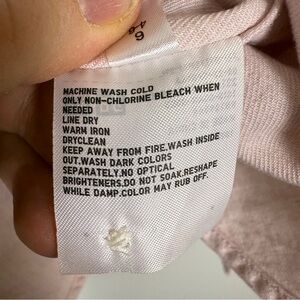 MACHINE WASH COLD
ONLY NON-CHLORINE BLEACH WHEN
NEEDED
LINE DRY
WARM IRON
DRYCLEAN
KEEP AWAY FROM FIRE.WASH INSIDE
OUT.WASH DARK COLORS
SEPARATELY.NO OPTICAL
BRIGHTENERS.DO NOT SOAK.RESHAPE
WHILE DAMP.COLOR MAY RUB OFF.